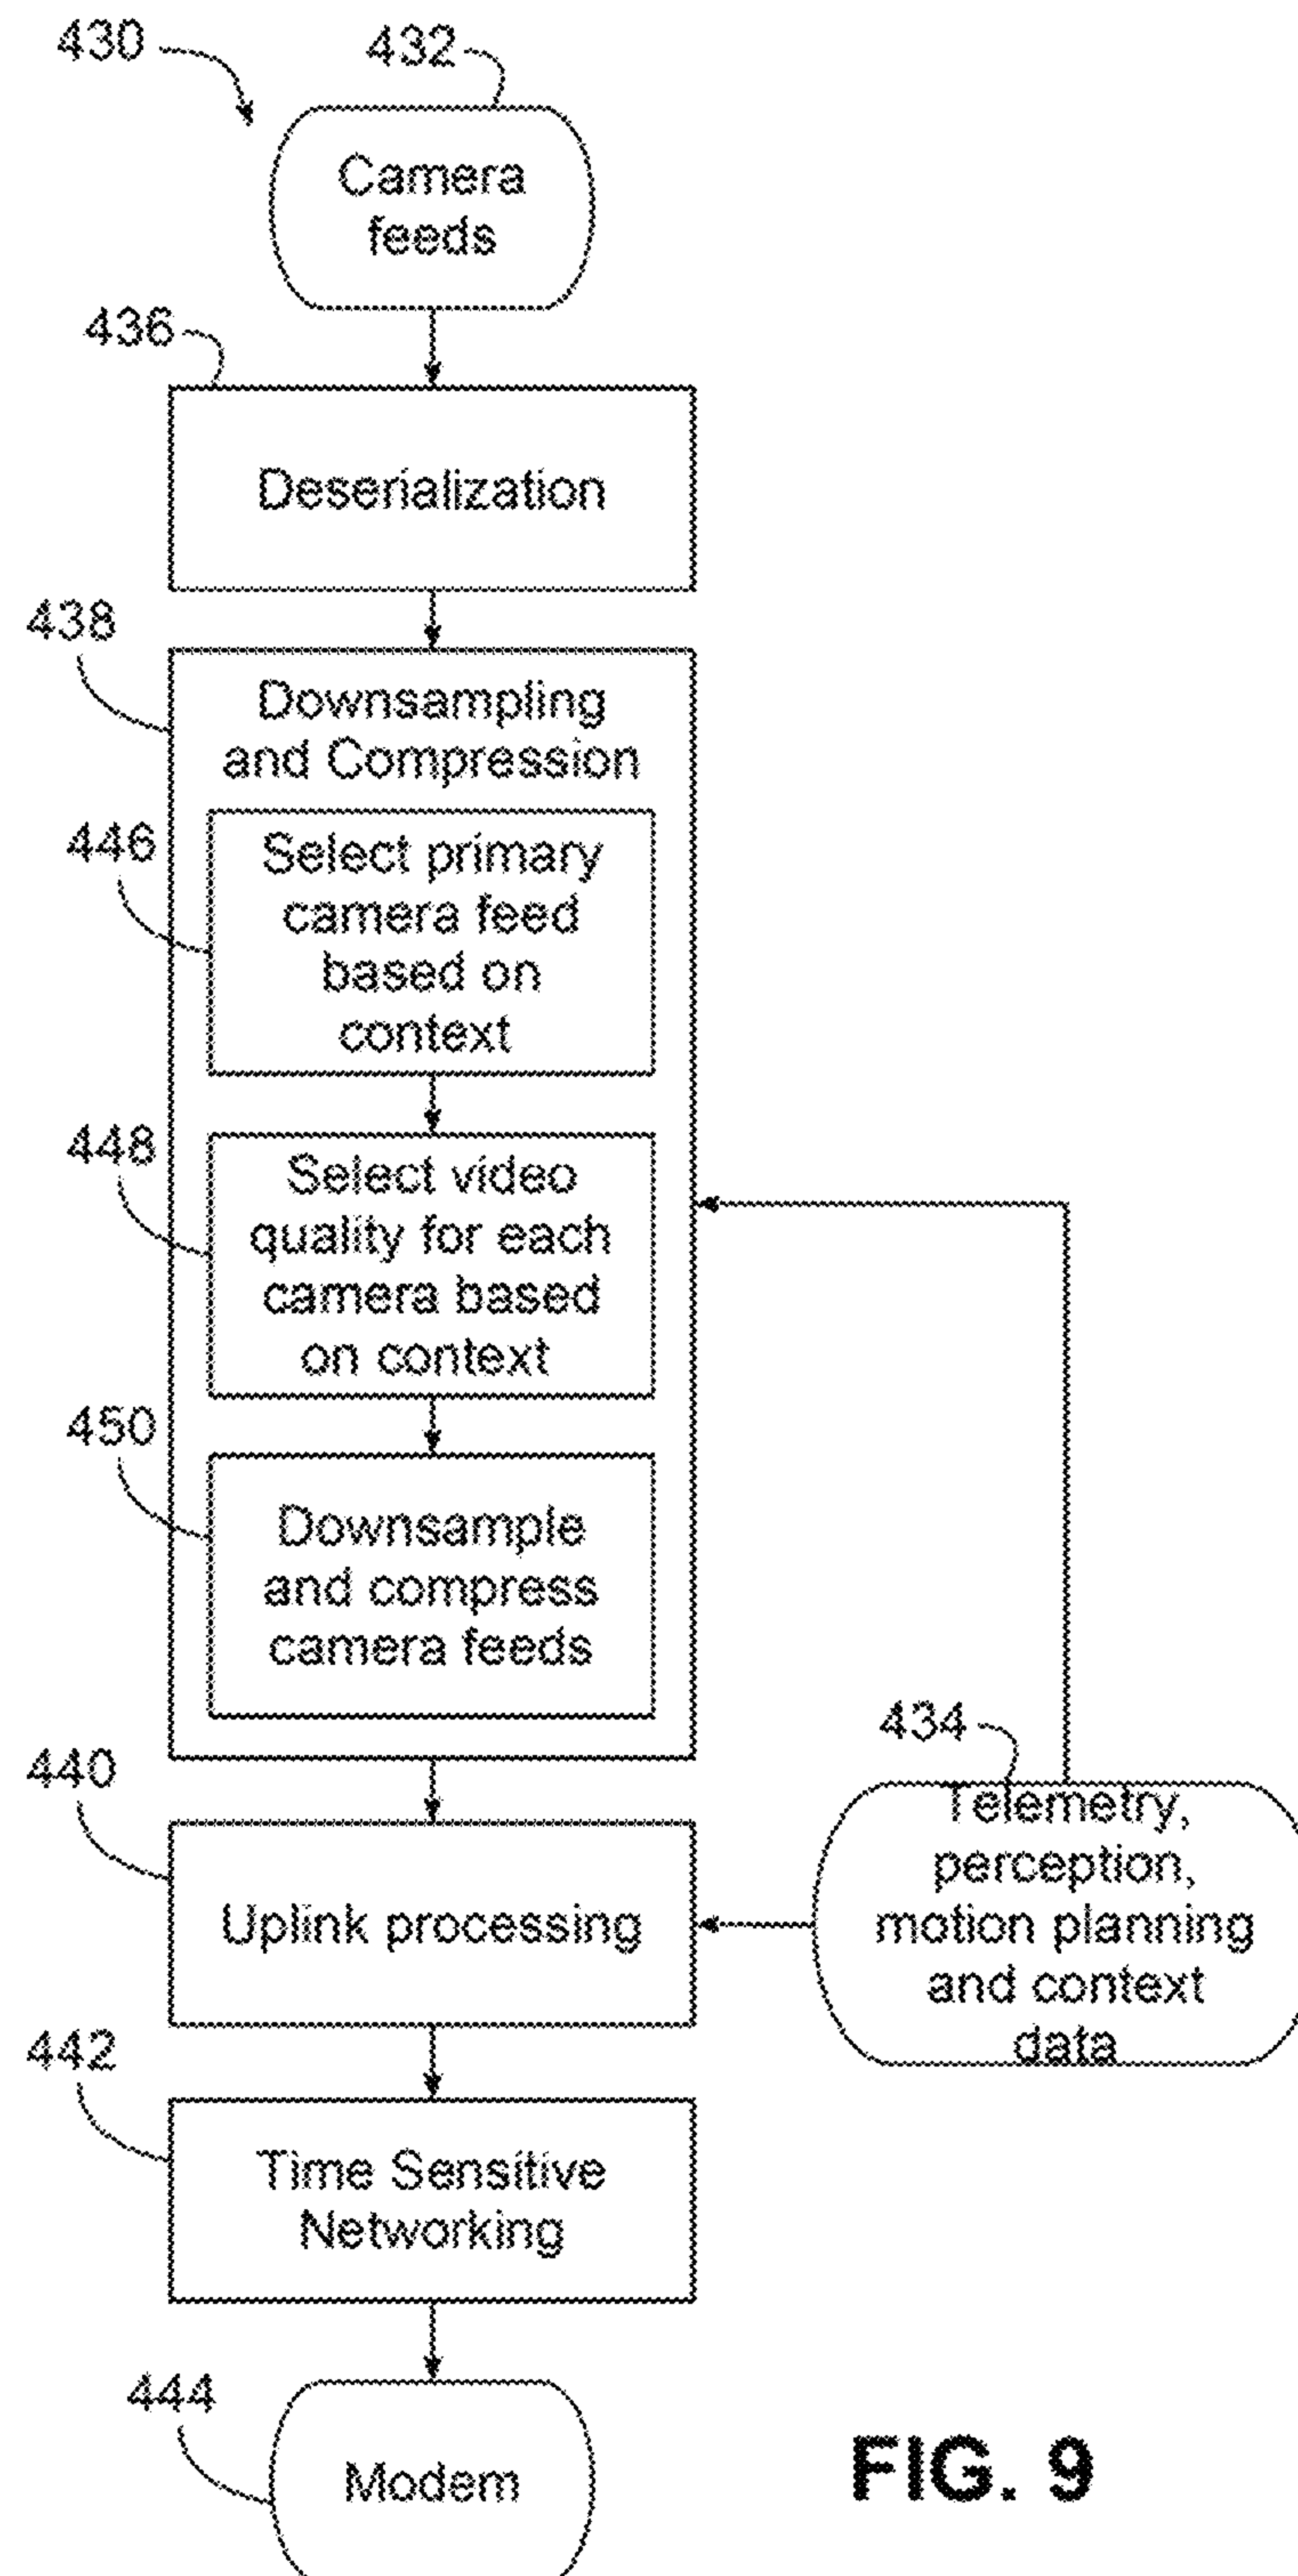 430
432
Camera
feeds
436
Deserialization
438
Downsampling
and Compression
446
Select primary
camera feed
based on
context
448
Select video
quality for each
camera based
on context
450
Downsample
and compress
camera feeds
434
Telemetry,
perception,
motion planning
and context
data
440
Uplink processing
442
Time Sensitive
Networking
444
Modem
FIG. 9